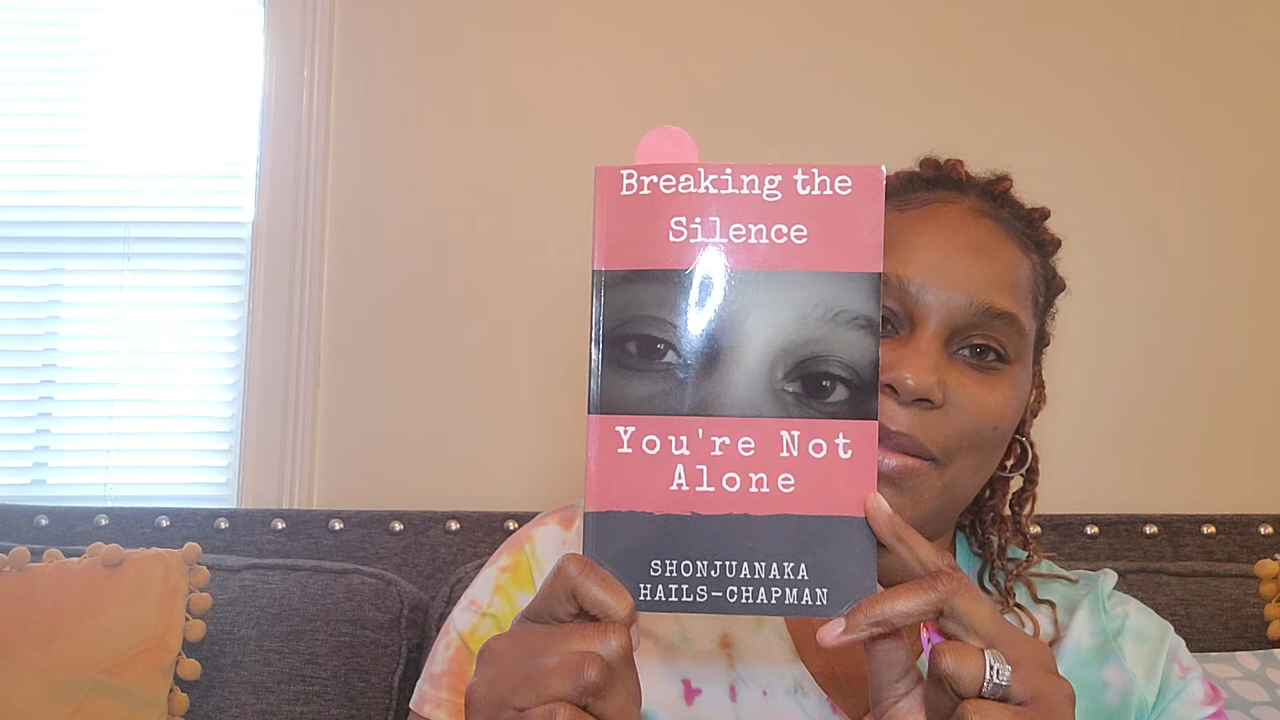 Breaking the
Silence
You're Not
Alone
SHONJUANAKA
HAILS-CHAPMAN